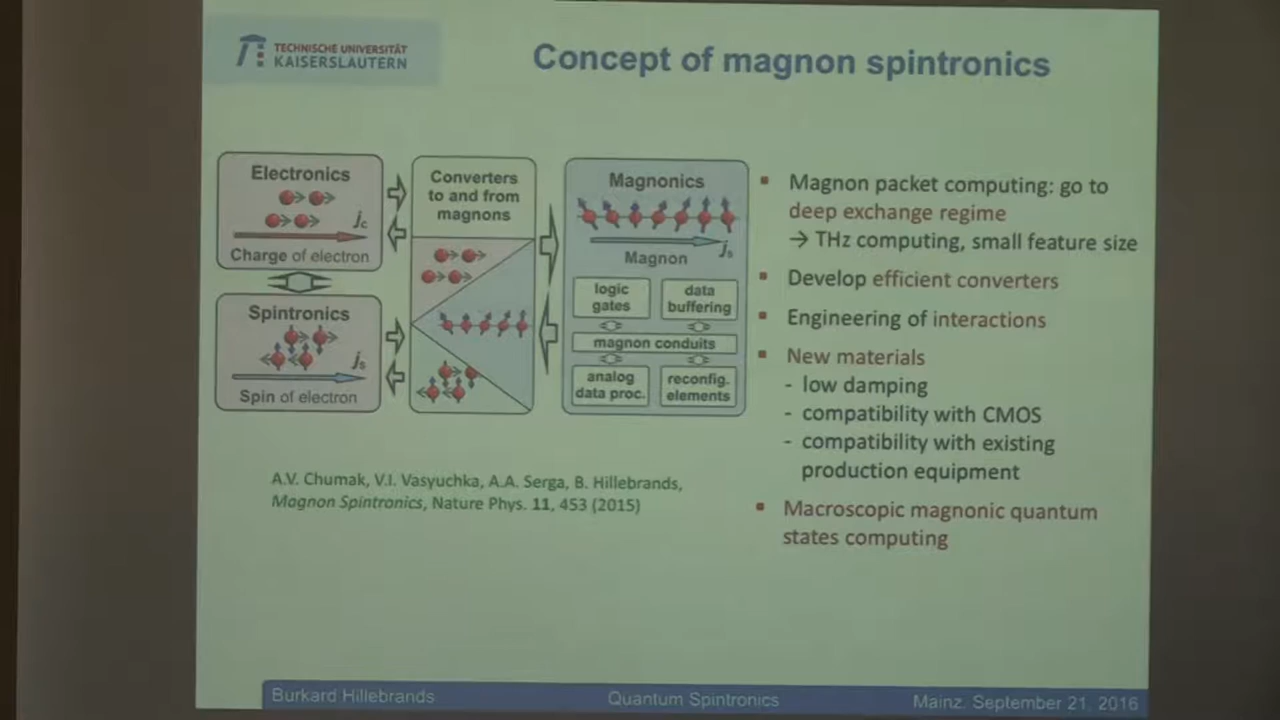 TECHNISCHE UNIVERSITÄT
KAISERSLAUTERN
Concept of magnon spintronics
Electronics
jc
Charge of electron
Spintronics
js
Spin of electron
Converters
to and from
magnons
Magnonics
js
Magnon
logic
gates
data
buffering
magnon conduits
analog
data proc.
reconfig.
elements
▪ Magnon packet computing: go to
deep exchange regime
→ THz computing, small feature size
▪ Develop efficient converters
▪ Engineering of interactions
▪ New materials
- low damping
- compatibility with CMOS
- compatibility with existing
production equipment
▪ Macroscopic magnonic quantum
states computing
A.V. Chumak, V.I. Vasyuchka, A.A. Serga, B. Hillebrands,
Magnon Spintronics, Nature Phys. 11, 453 (2015)
Burkard Hillebrands
Quantum Spintronics
Mainz, September 21, 2016